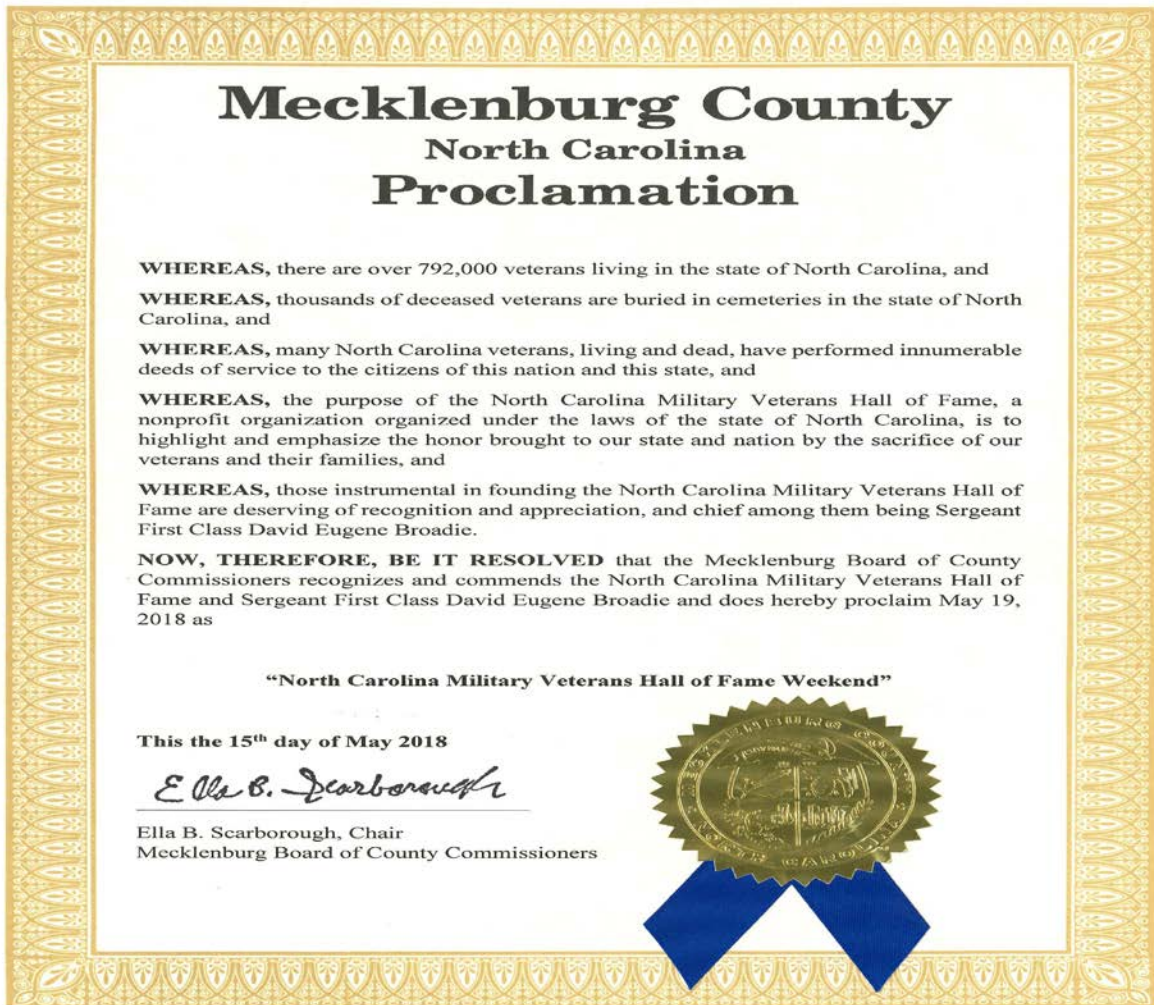 Mecklenburg County
North Carolina
Proclamation
WHEREAS, there are over 792,000 veterans living in the state of North Carolina, and
WHEREAS, thousands of deceased veterans are buried in cemeteries in the state of North
Carolina, and
WHEREAS, many North Carolina veterans, living and dead, have performed innumerable
deeds of service to the citizens of this nation and this state, and
WHEREAS, the purpose of the North Carolina Military Veterans Hall of Fame, a
nonprofit organization organized under the laws of the state of North Carolina, is to
highlight and emphasize the honor brought to our state and nation by the sacrifice of our
veterans and their families, and
WHEREAS, those instrumental in founding the North Carolina Military Veterans Hall of
Fame are deserving of recognition and appreciation, and chief among them being Sergeant
First Class David Eugene Broadie.
NOW, THEREFORE, BE IT RESOLVED that the Mecklenburg Board of County
Commissioners recognizes and commends the North Carolina Military Veterans Hall of
Fame and Sergeant First Class David Eugene Broadie and does hereby proclaim May 19,
2018 as
“North Carolina Military Veterans Hall of Fame Weekend”
This the 15th day of May 2018
Ella B. Scarborough
Ella B. Scarborough, Chair
Mecklenburg Board of County Commissioners
MECKLENBURG COUNTY
NORTH CAROLINA